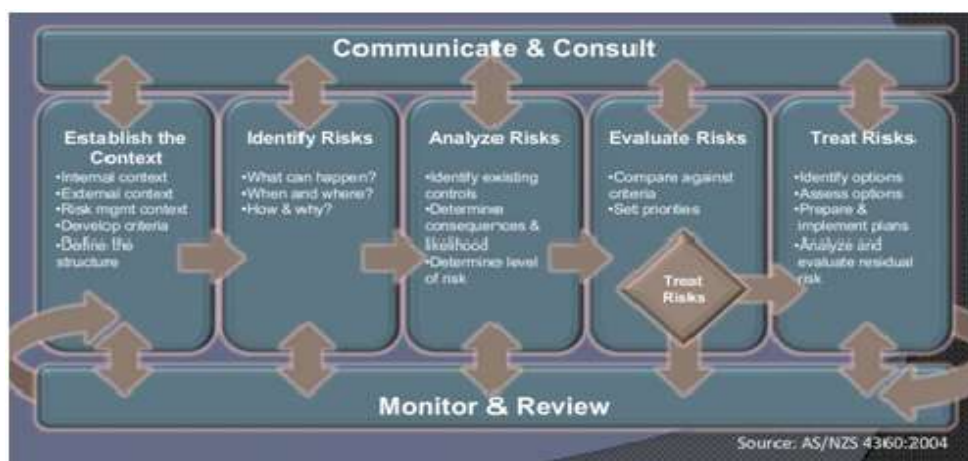 Communicate & Consult
Establish the
Context
•Internal context
•External context
•Risk mgmt context
•Develop criteria
•Define the
structure
Identify Risks
•What can happen?
•When and where?
•How & why?
Analyze Risks
•Identify existing
controls
•Determine
consequences &
likelihood
•Determine level
of risk
Evaluate Risks
•Compare against
criteria
•Set priorities
Treat
Risks
Treat Risks
•Identify options
•Assess options
•Prepare &
implement plans
•Analyze and
evaluate residual
risk
Monitor & Review
Source: AS/NZS 4360:2004